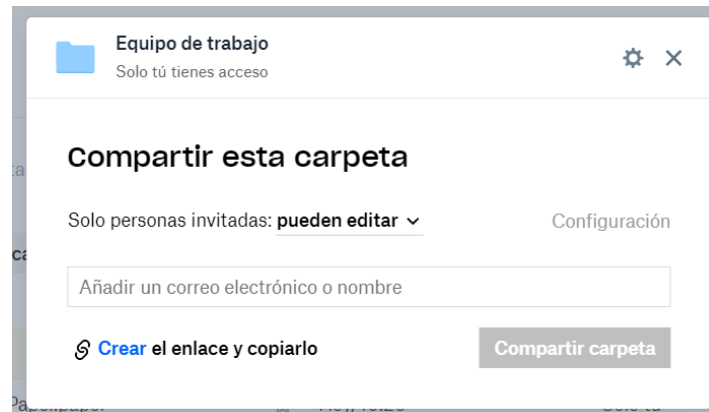 Equipo de trabajo
Solo tú tienes acceso
Compartir esta carpeta
Solo personas invitadas: pueden editar
Configuración
Añadir un correo electrónico o nombre
Crear el enlace y copiarlo
Compartir carpeta